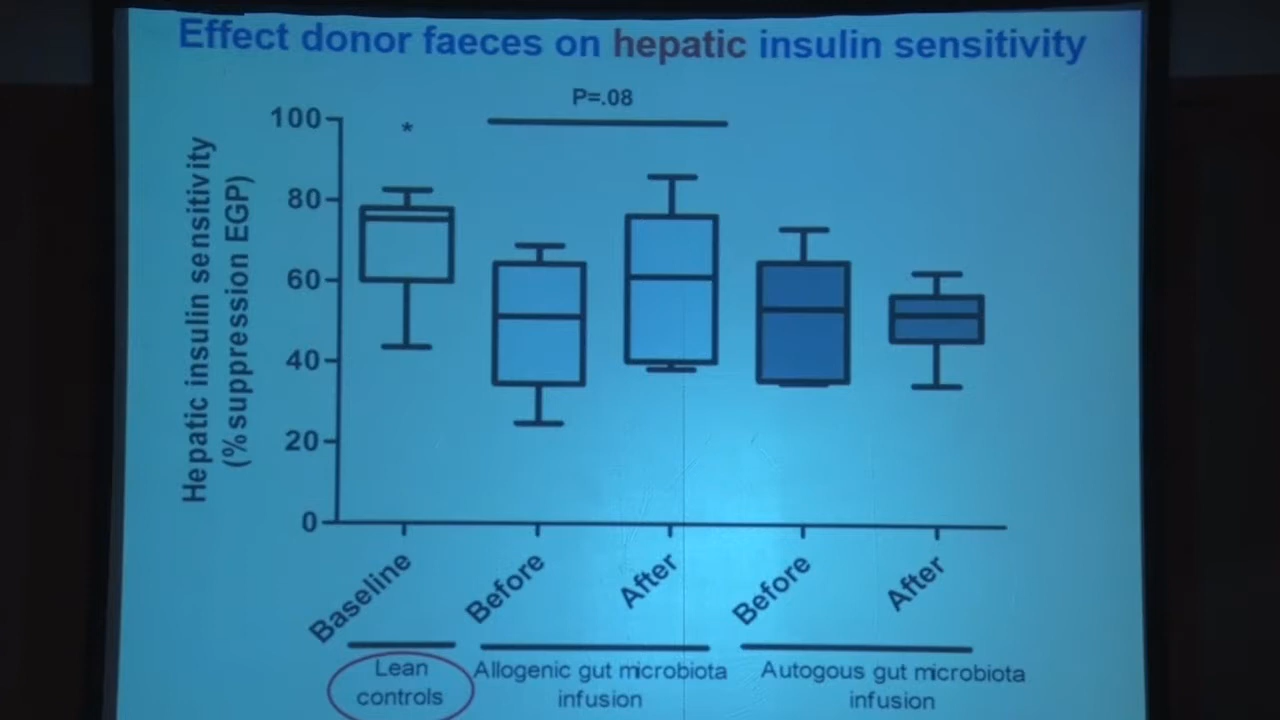 Effect donor faeces on hepatic insulin sensitivity
P=.08
100
*
80
60
40
20
0
Hepatic insulin sensitivity
(%suppression EGP)
Baseline
Before
After
Before
After
Lean
controls
Allogenic gut microbiota
infusion
Autogous gut microbiota
infusion